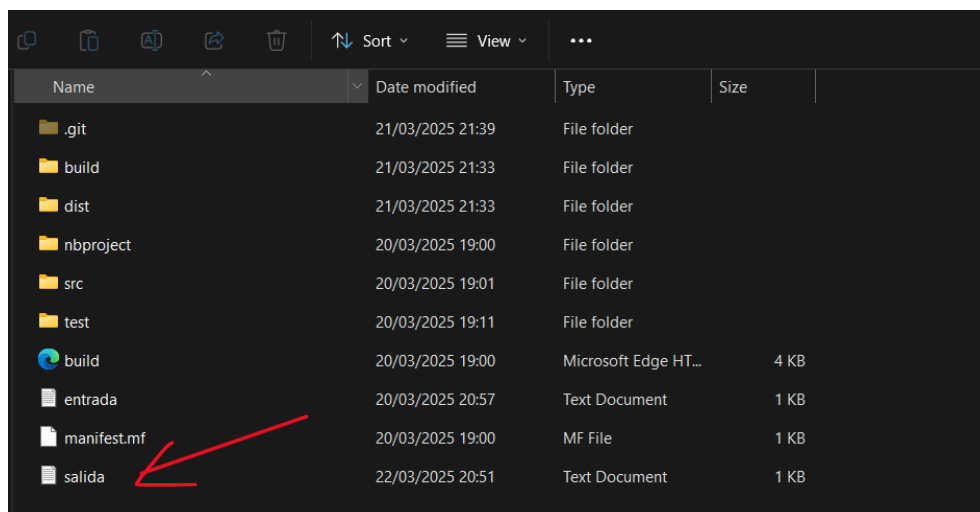 Sort View ...
Name Date modified Type Size
.git 21/03/2025 21:39 File folder
build 21/03/2025 21:33 File folder
dist 21/03/2025 21:33 File folder
nbproject 20/03/2025 19:00 File folder
src 20/03/2025 19:01 File folder
test 20/03/2025 19:11 File folder
build 20/03/2025 19:00 Microsoft Edge HT... 4 KB
entrada 20/03/2025 20:57 Text Document 1 KB
manifest.mf 20/03/2025 19:00 MF File 1 KB
salida 22/03/2025 20:51 Text Document 1 KB